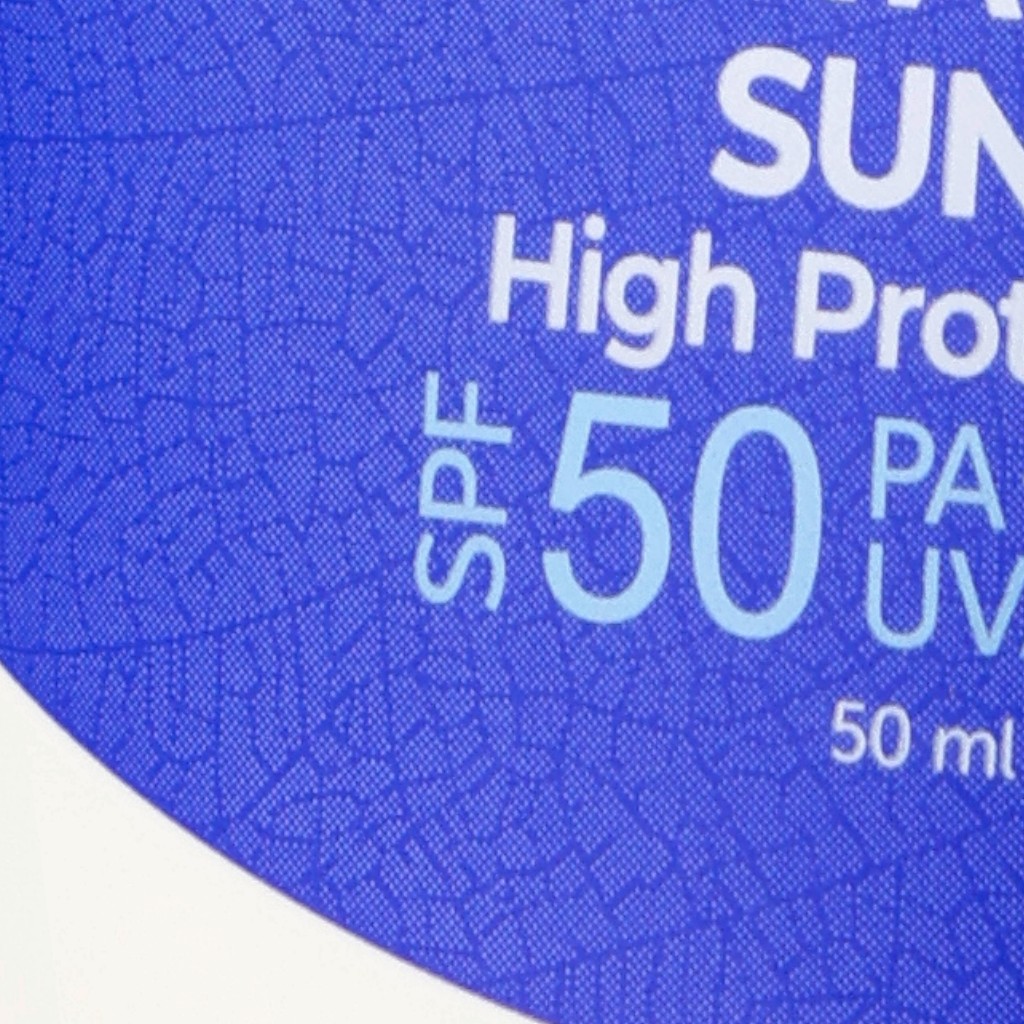 SUN
High Prot
SPF 50 PA
UV
50 ml